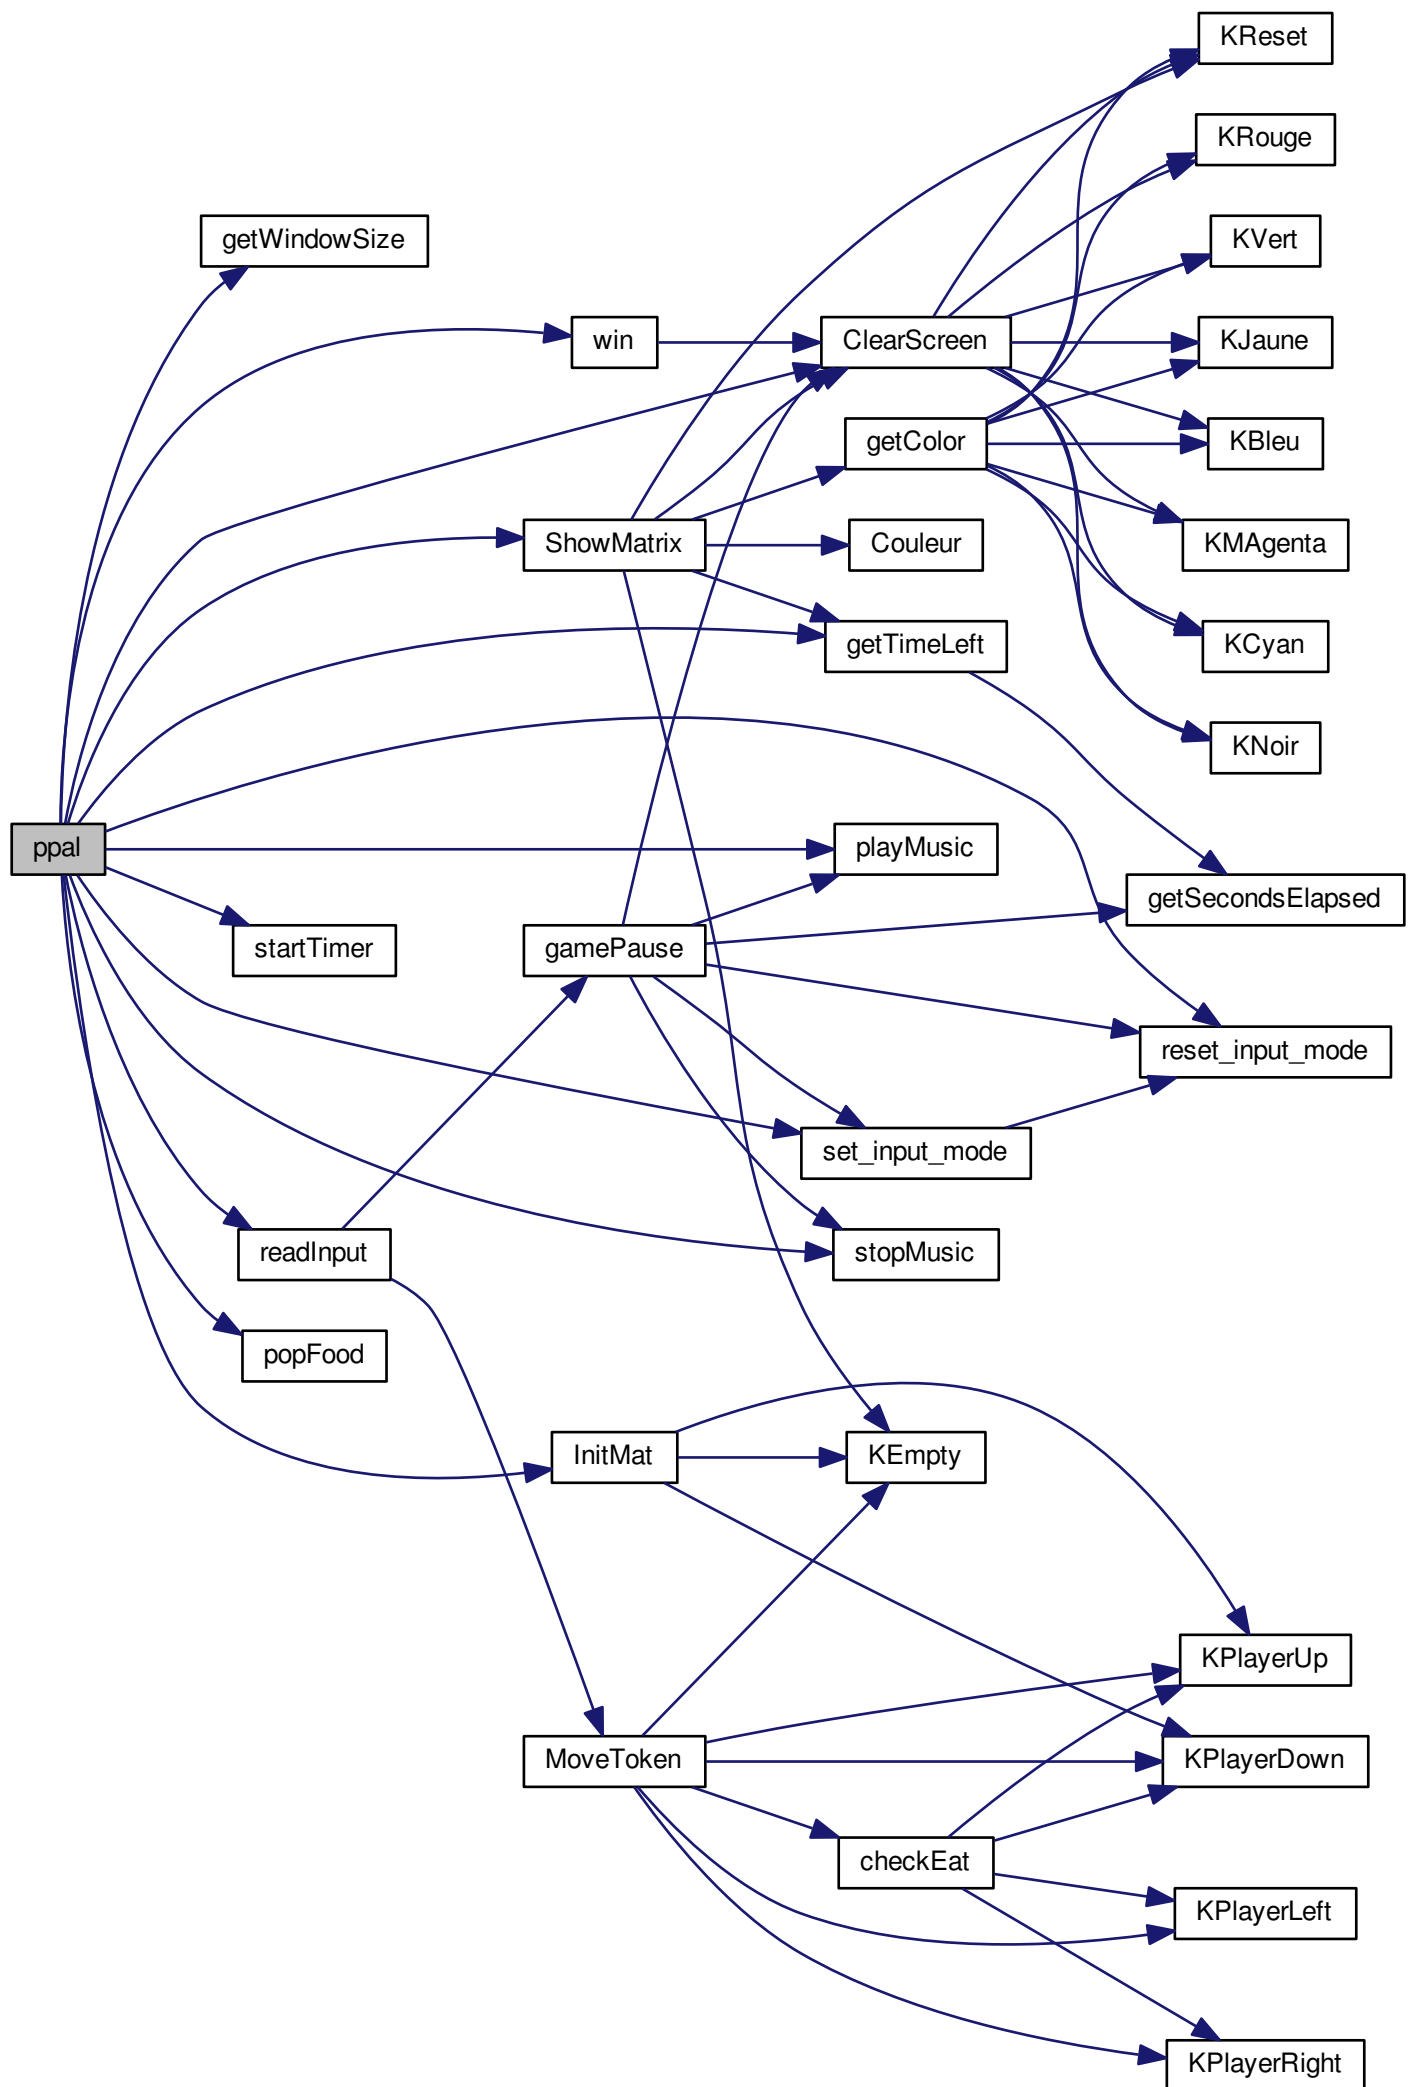 KReset
KRouge
getWindowSize
KVert
win
ClearScreen
KJaune
getColor
KBleu
ShowMatrix
Couleur
KMAgenta
getTimeLeft
KCyan
KNoir
ppal
playMusic
getSecondsElapsed
startTimer
gamePause
reset_input_mode
set_input_mode
readInput
stopMusic
popFood
InitMat
KEmpty
KPlayerUp
MoveToken
KPlayerDown
checkEat
KPlayerLeft
KPlayerRight